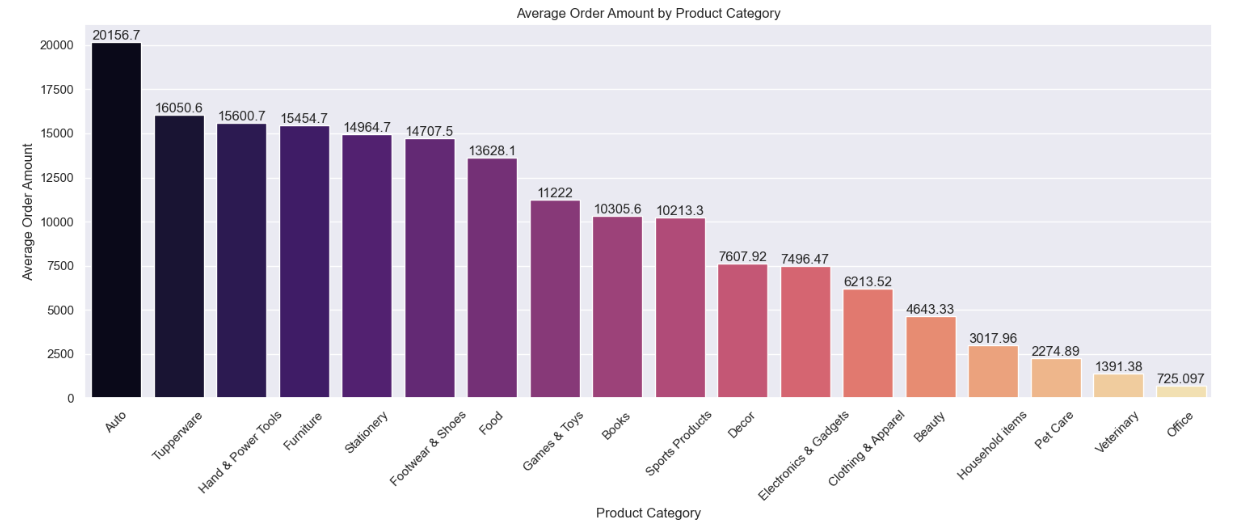 Average Order Amount by Product Category
Average Order Amount
20000
17500
15000
12500
10000
7500
5000
2500
0
20156.7
16050.6
15600.7
15454.7
14964.7
14707.5
13628.1
11222
10305.6
10213.3
7607.92
7496.47
6213.52
4643.33
3017.96
2274.89
1391.38
725.097
Auto
Tupperware
Hand & Power Tools
Furniture
Stationery
Footwear & Shoes
Food
Games & Toys
Books
Sports Products
Decor
Electronics & Gadgets
Clothing & Apparel
Beauty
Household items
Pet Care
Veterinary
Office
Product Category